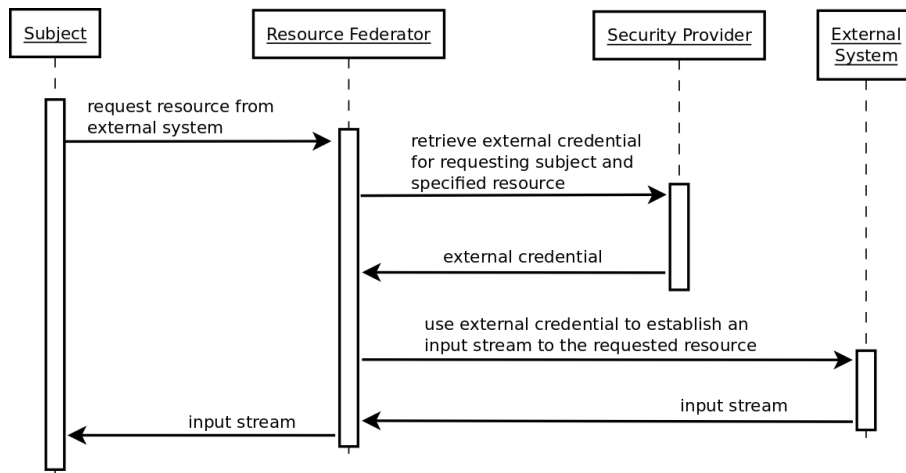 Subject
Resource Federator
Security Provider
External
System
request resource from
external system
retrieve external credential
for requesting subject and
specified resource
external credential
use external credential to establish an
input stream to the requested resource
input stream
input stream